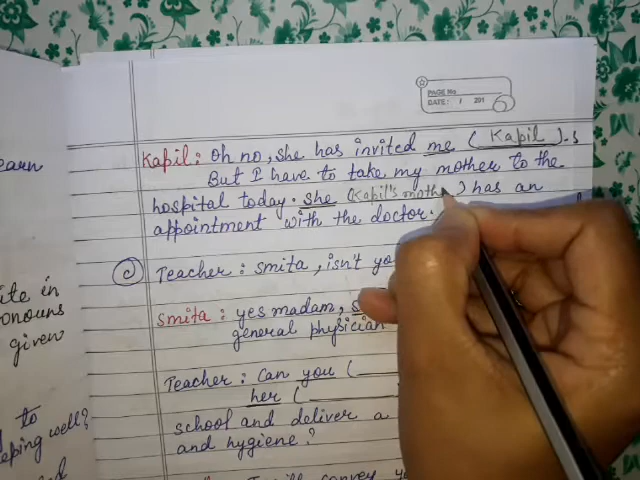 PAGE No
DATE: / 201
earn
Kapil: Oh no, she has invited me (Kapil).
But I have to take my mother to the
hospital today. She (Kapil's moth ) has an
appointment with the doctor.
c Teacher: Smita, isn't yo
Smita: yes madam,
general physician
Teacher: Can you (
her (
school and deliver a
and hygiene?
ite in
onouns
given
to
eping well?
I will convey